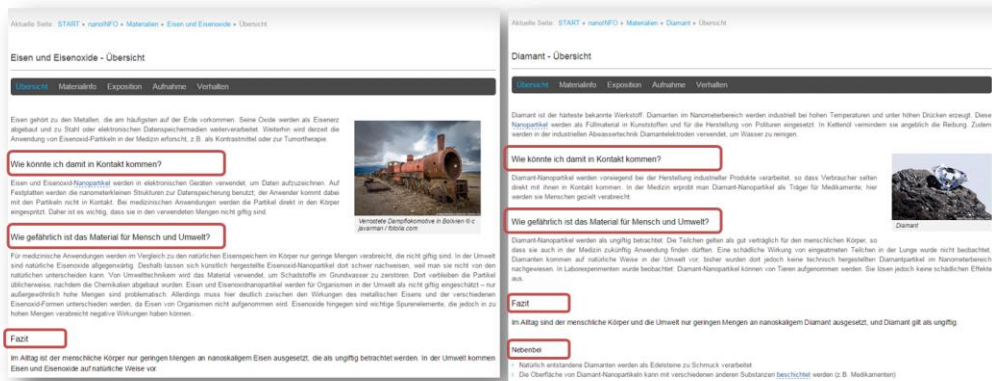 Aktuelle Seite: START » nanoINFO » Materialien » Eisen und Eisenoxide » Übersicht
Eisen und Eisenoxide - Übersicht
Übersicht Materialinfo Exposition Aufnahme Verhalten
Eisen gehört zu den Metallen, die am häufigsten auf der Erde vorkommen. Seine Oxide werden als Eisenerz
abgebaut und zu Stahl oder elektronischen Datenspeichermedien weiterverarbeitet. Weiterhin wird derzeit die
Anwendung von Eisenoxid-Partikeln in der Medizin erforscht, z.B. als Kontrastmittel oder zur Tumortherapie.
Wie könnte ich damit in Kontakt kommen?
Eisen und Eisenoxid-Nanopartikel werden in elektronischen Geräten verwendet, um Daten aufzuzeichnen. Auf
Festplatten werden die nanometerkleinen Strukturen zur Datenspeicherung benutzt; der Anwender kommt dabei
mit den Partikeln nicht in Kontakt. Bei medizinischen Anwendungen werden die Partikel direkt in den Körper
eingespritzt. Daher ist es wichtig, dass sie in den verwendeten Mengen nicht giftig sind.
Verrostete Dampflokomotive in Bolivien © c
javarman / fotolia.com
Wie gefährlich ist das Material für Mensch und Umwelt?
Für medizinische Anwendungen werden im Vergleich zu den natürlichen Eisenspeichern im Körper nur geringe Mengen verabreicht, die nicht giftig sind. In der Umwelt
sind natürliche Eisenoxide allgegenwärtig. Deshalb lassen sich künstlich hergestellte Eisenoxid-Nanopartikel dort schwer nachweisen, weil man sie nicht von den
natürlichen unterscheiden kann. Von Umwelttechnikern wird das Material verwendet, um Schadstoffe im Grundwasser zu zerstören. Dort verbleiben die Partikel
üblicherweise, nachdem die Chemikalien abgebaut wurden. Eisen und Eisenoxidnanopartikel werden für Organismen in der Umwelt als nicht giftig eingeschätzt – nur
außergewöhnlich hohe Mengen sind problematisch. Allerdings muss hier deutlich zwischen den Wirkungen des metallischen Eisens und der verschiedenen
Eisenoxid-Formen unterschieden werden, da Eisen von Organismen nicht aufgenommen wird. Eisenoxide hingegen sind wichtige Spurenelemente, die jedoch in zu
hohen Mengen verabreicht negative Wirkungen haben können.
Fazit
Im Alltag ist der menschliche Körper nur geringen Mengen an nanoskaligem Eisen ausgesetzt, die als ungiftig betrachtet werden. In der Umwelt kommen
Eisen und Eisenoxide auf natürliche Weise vor.
Aktuelle Seite: START » nanoINFO » Materialien » Diamant » Übersicht
Diamant - Übersicht
Übersicht Materialinfo Exposition Aufnahme Verhalten
Diamant ist der härteste bekannte Werkstoff. Diamanten im Nanometerbereich werden industriell bei hohen Temperaturen und unter hohen Drücken erzeugt. Diese
Nanopartikel werden als Füllmaterial in Kunststoffen und für die Herstellung von Polituren eingesetzt. In Kettenöl vermindern sie angeblich die Reibung. Zudem
werden in der industriellen Abwassertechnik Diamantelektroden verwendet, um Wasser zu reinigen.
Wie könnte ich damit in Kontakt kommen?
Diamant-Nanopartikel werden vorwiegend bei der Herstellung industrieller Produkte verarbeitet, so dass Verbraucher selten
direkt mit ihnen in Kontakt kommen. In der Medizin erprobt man Diamant-Nanopartikel als Träger für Medikamente; hier
werden sie Menschen gezielt verabreicht.
Diamant
Wie gefährlich ist das Material für Mensch und Umwelt?
Diamant-Nanopartikel werden als ungiftig betrachtet. Die Teilchen gelten als gut verträglich für den menschlichen Körper, so
dass sie auch in der Medizin zukünftig Anwendung finden dürften. Eine schädliche Wirkung von eingeatmeten Teilchen in der Lunge wurde nicht beobachtet.
Diamanten kommen auf natürliche Weise in der Umwelt vor, bisher wurden dort jedoch keine technisch hergestellten Diamantpartikel im Nanometerbereich
nachgewiesen. In Laborexperimenten wurde beobachtet: Diamant-Nanopartikel können von Tieren aufgenommen werden. Sie lösen jedoch keine schädlichen Effekte
aus.
Fazit
Im Alltag sind der menschliche Körper und die Umwelt nur geringen Mengen an nanoskaligem Diamant ausgesetzt, und Diamant gilt als ungiftig.
Nebenbei
Natürlich entstandene Diamanten werden als Edelsteine zu Schmuck verarbeitet
Die Oberfläche von Diamant-Nanopartikeln kann mit verschiedenen anderen Substanzen beschichtet werden (z.B. Medikamenten)